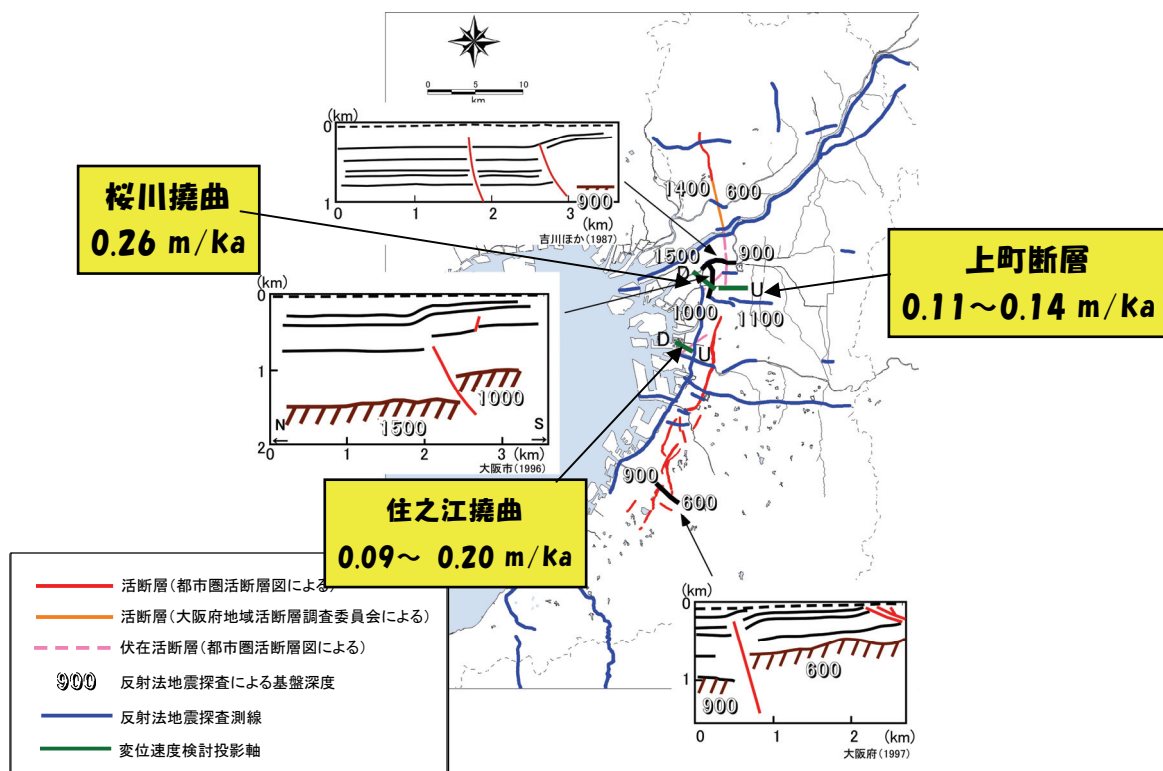 0 5 10
km
(km)
0
1
0 1 2 3
(km)
900
吉川ほか(1987)
桜川撓曲
0.26 m/ka
1400 600
1500 900
D U
1000 1100
上町断層
0.11～0.14 m/ka
(km)
0
1
2
N S
1500
1000
0 1 2 3 (km)
大阪市(1996)
D U
900
600
住之江撓曲
0.09～ 0.20 m/ka
活断層(都市圏活断層図による)
活断層(大阪府地域活断層調査委員会による)
伏在活断層(都市圏活断層図による)
900 反射法地震探査による基盤深度
反射法地震探査測線
変位速度検討投影軸
(km)
0
1
600
900
0 1 2 (km)
大阪府(1997)